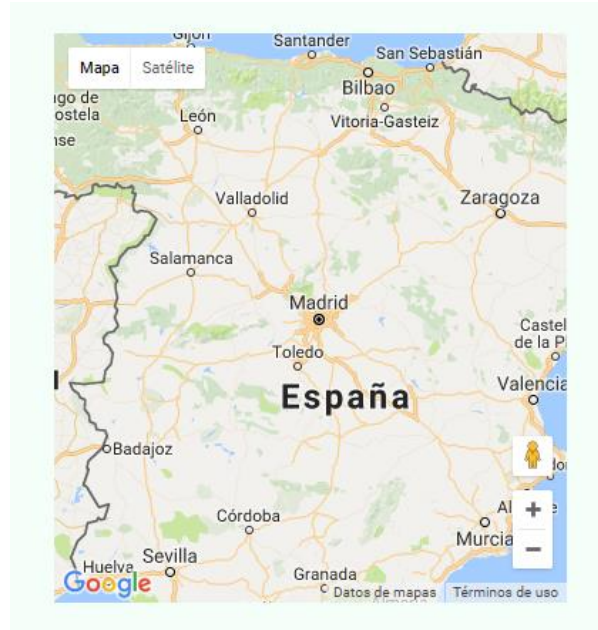 Gijón
Santander
San Sebastián
Mapa Satélite
Bilbao
ago de
ostela
León
Vitoria-Gasteiz
nse
Valladolid
Zaragoza
Salamanca
Madrid
Castel
de la P
Toledo
España
Valencia
Badajoz
Córdoba
+
Murcia
−
Sevilla
Huelva
Granada
Google
Datos de mapas
Términos de uso